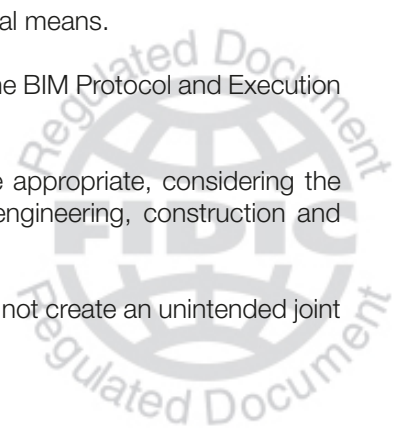 al means.
Regulated Document
ne BIM Protocol and Execution
e appropriate, considering the
engineering, construction and
FIDIC
not create an unintended joint
Regulated Document